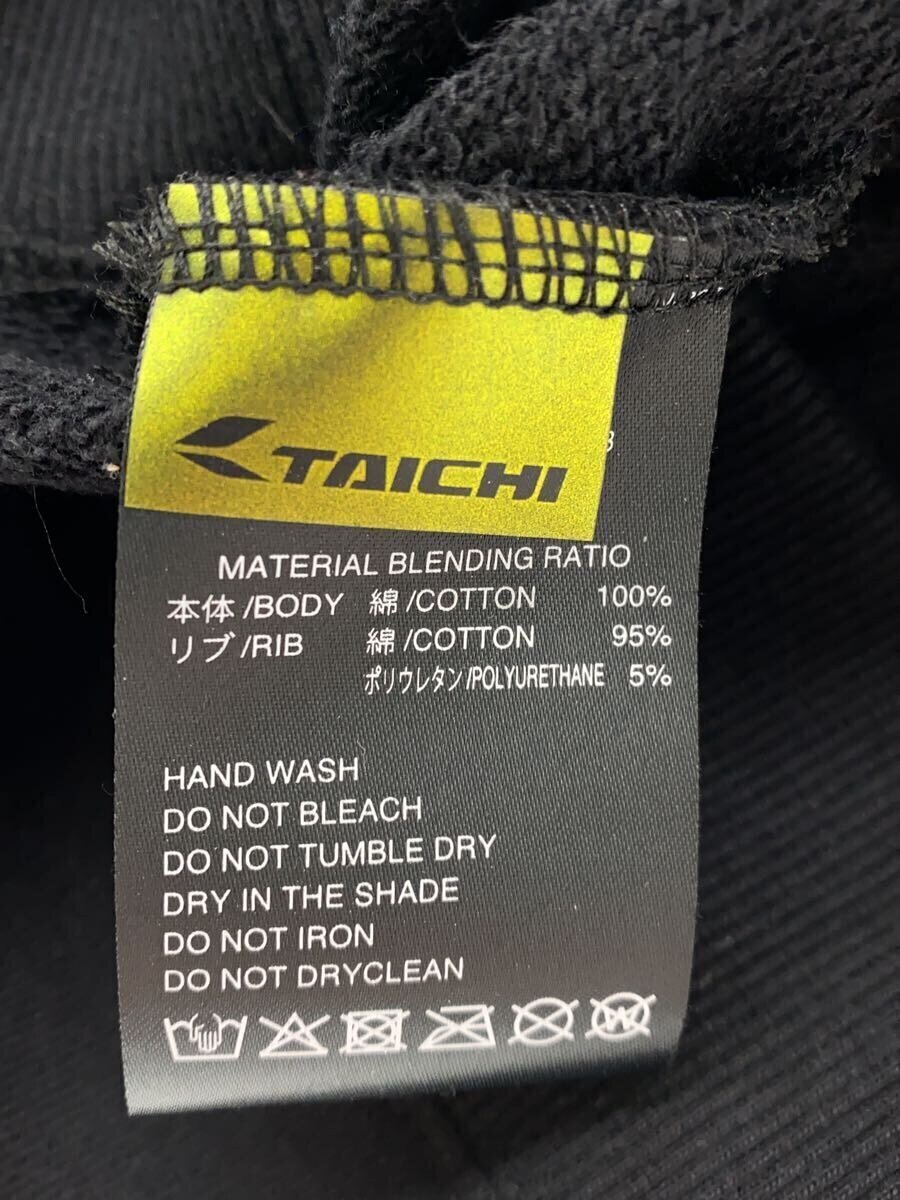 TAICHI
MATERIAL BLENDING RATIO
本体/BODY 綿/COTTON 100%
リブ/RIB 綿/COTTON 95%
ポリウレタン/POLYURETHANE 5%
HAND WASH
DO NOT BLEACH
DO NOT TUMBLE DRY
DRY IN THE SHADE
DO NOT IRON
DO NOT DRYCLEAN
W